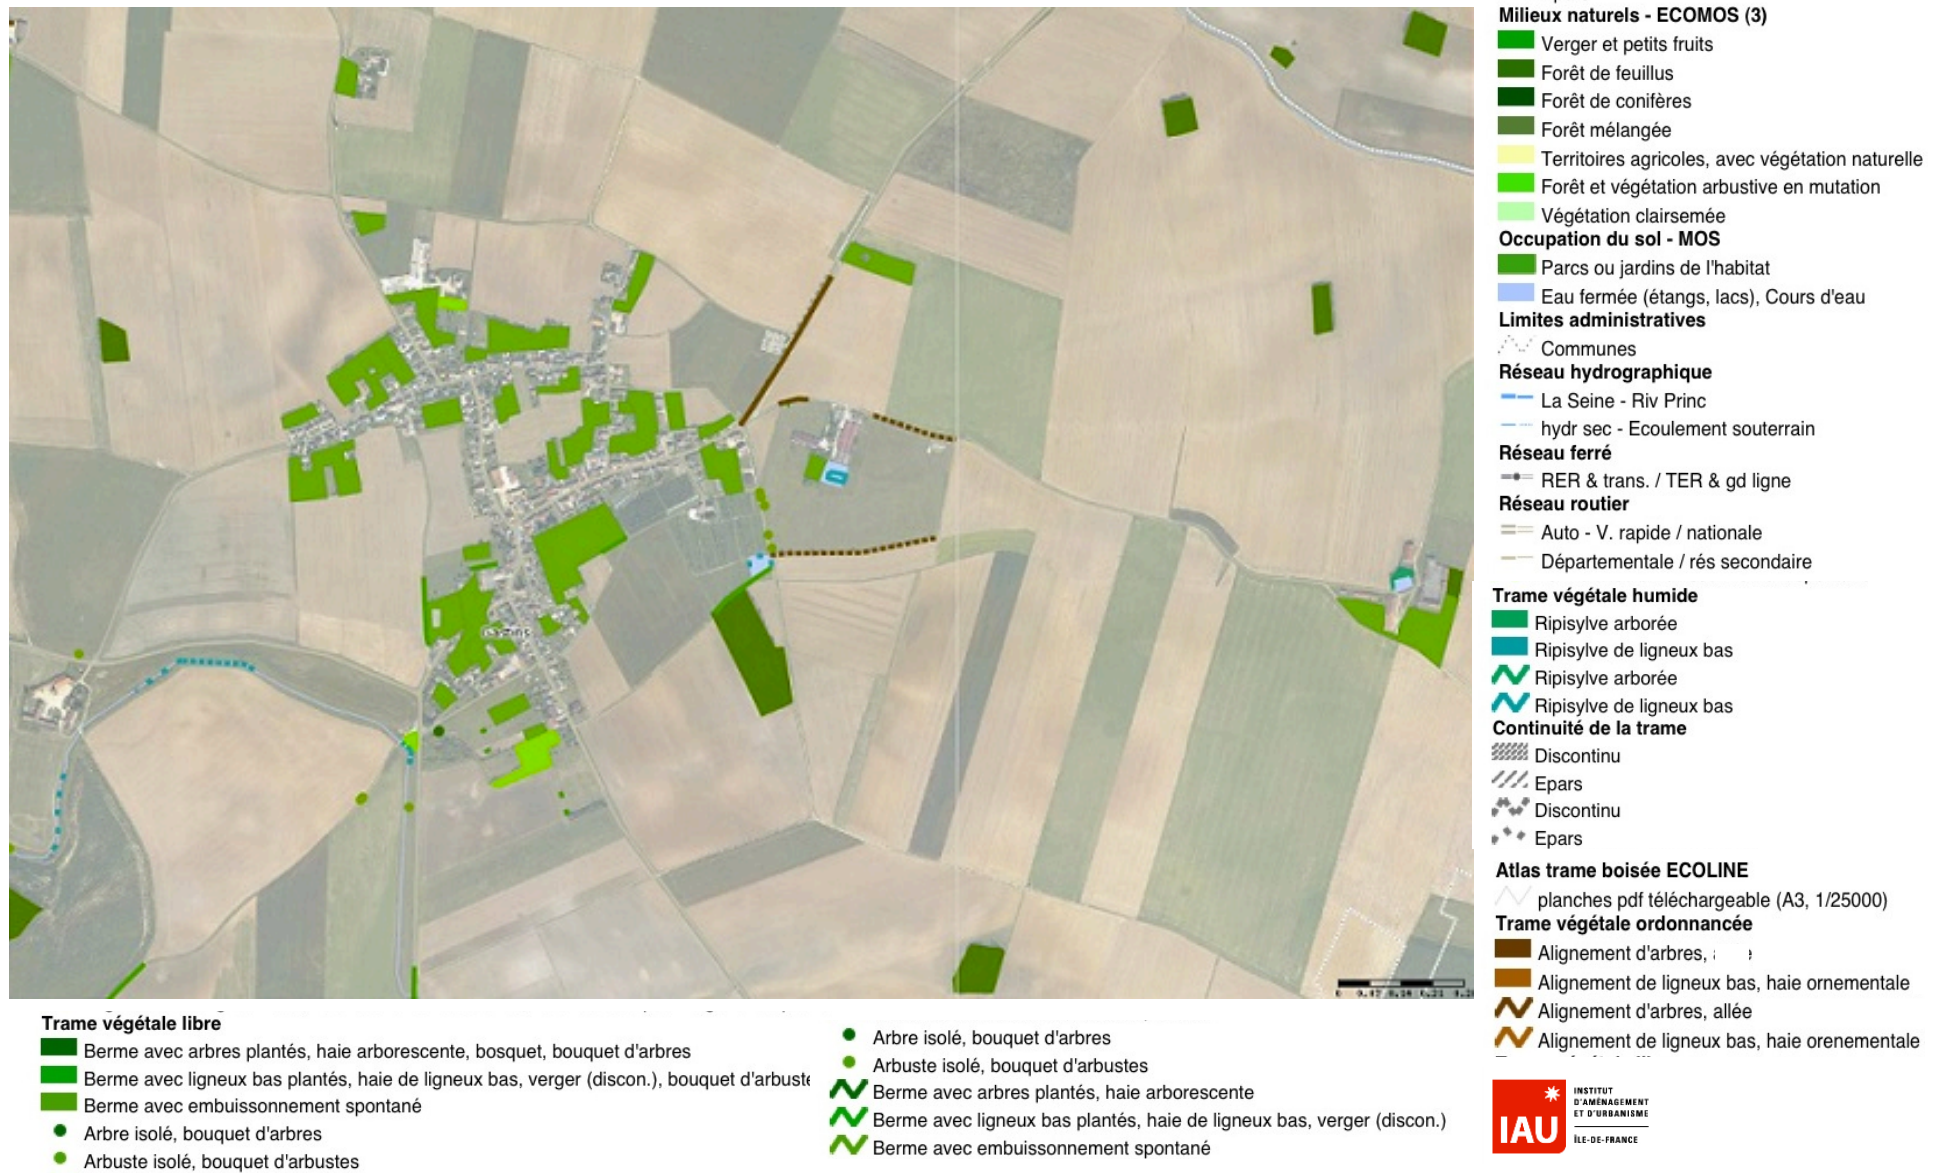 Milieux naturels - ECOMOS (3)
Verger et petits fruits
Forêt de feuillus
Forêt de conifères
Forêt mélangée
Territoires agricoles, avec végétation naturelle
Forêt et végétation arbustive en mutation
Végétation clairsemée
Occupation du sol - MOS
Parcs ou jardins de l'habitat
Eau fermée (étangs, lacs), Cours d'eau
Limites administratives
Communes
Réseau hydrographique
La Seine - Riv Princ
hydr sec - Ecoulement souterrain
Réseau ferré
RER & trans. / TER & gd ligne
Réseau routier
Auto - V. rapide / nationale
Départementale / rés secondaire
Trame végétale humide
Ripisylve arborée
Ripisylve de ligneux bas
Ripisylve arborée
Ripisylve de ligneux bas
Continuité de la trame
Discontinu
Epars
Discontinu
Epars
Atlas trame boisée ECOLINE
planches pdf téléchargeable (A3, 1/25000)
Trame végétale ordonnancée
Alignement d'arbres,
Alignement de ligneux bas, haie ornementale
Alignement d'arbres, allée
Alignement de ligneux bas, haie orenementale
Trame végétale libre
Berme avec arbres plantés, haie arborescente, bosquet, bouquet d'arbres
Berme avec ligneux bas plantés, haie de ligneux bas, verger (discon.), bouquet d'arbuste
Berme avec embuissonnement spontané
Arbre isolé, bouquet d'arbres
Arbuste isolé, bouquet d'arbustes
Arbre isolé, bouquet d'arbres
Arbuste isolé, bouquet d'arbustes
Berme avec arbres plantés, haie arborescente
Berme avec ligneux bas plantés, haie de ligneux bas, verger (discon.)
Berme avec embuissonnement spontané
IAU
INSTITUT
D'AMÉNAGEMENT
ET D'URBANISME
ÎLE-DE-FRANCE